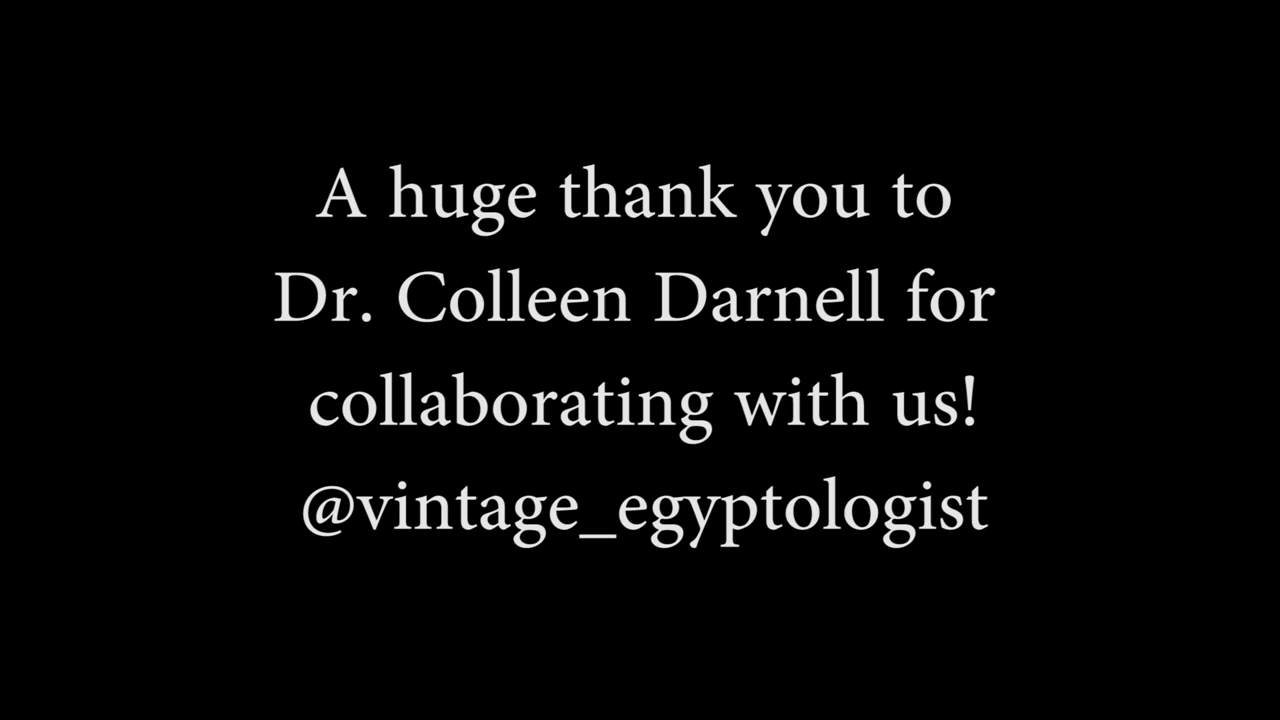 A huge thank you to
Dr. Colleen Darnell for
collaborating with us!
@vintage_egyptologist